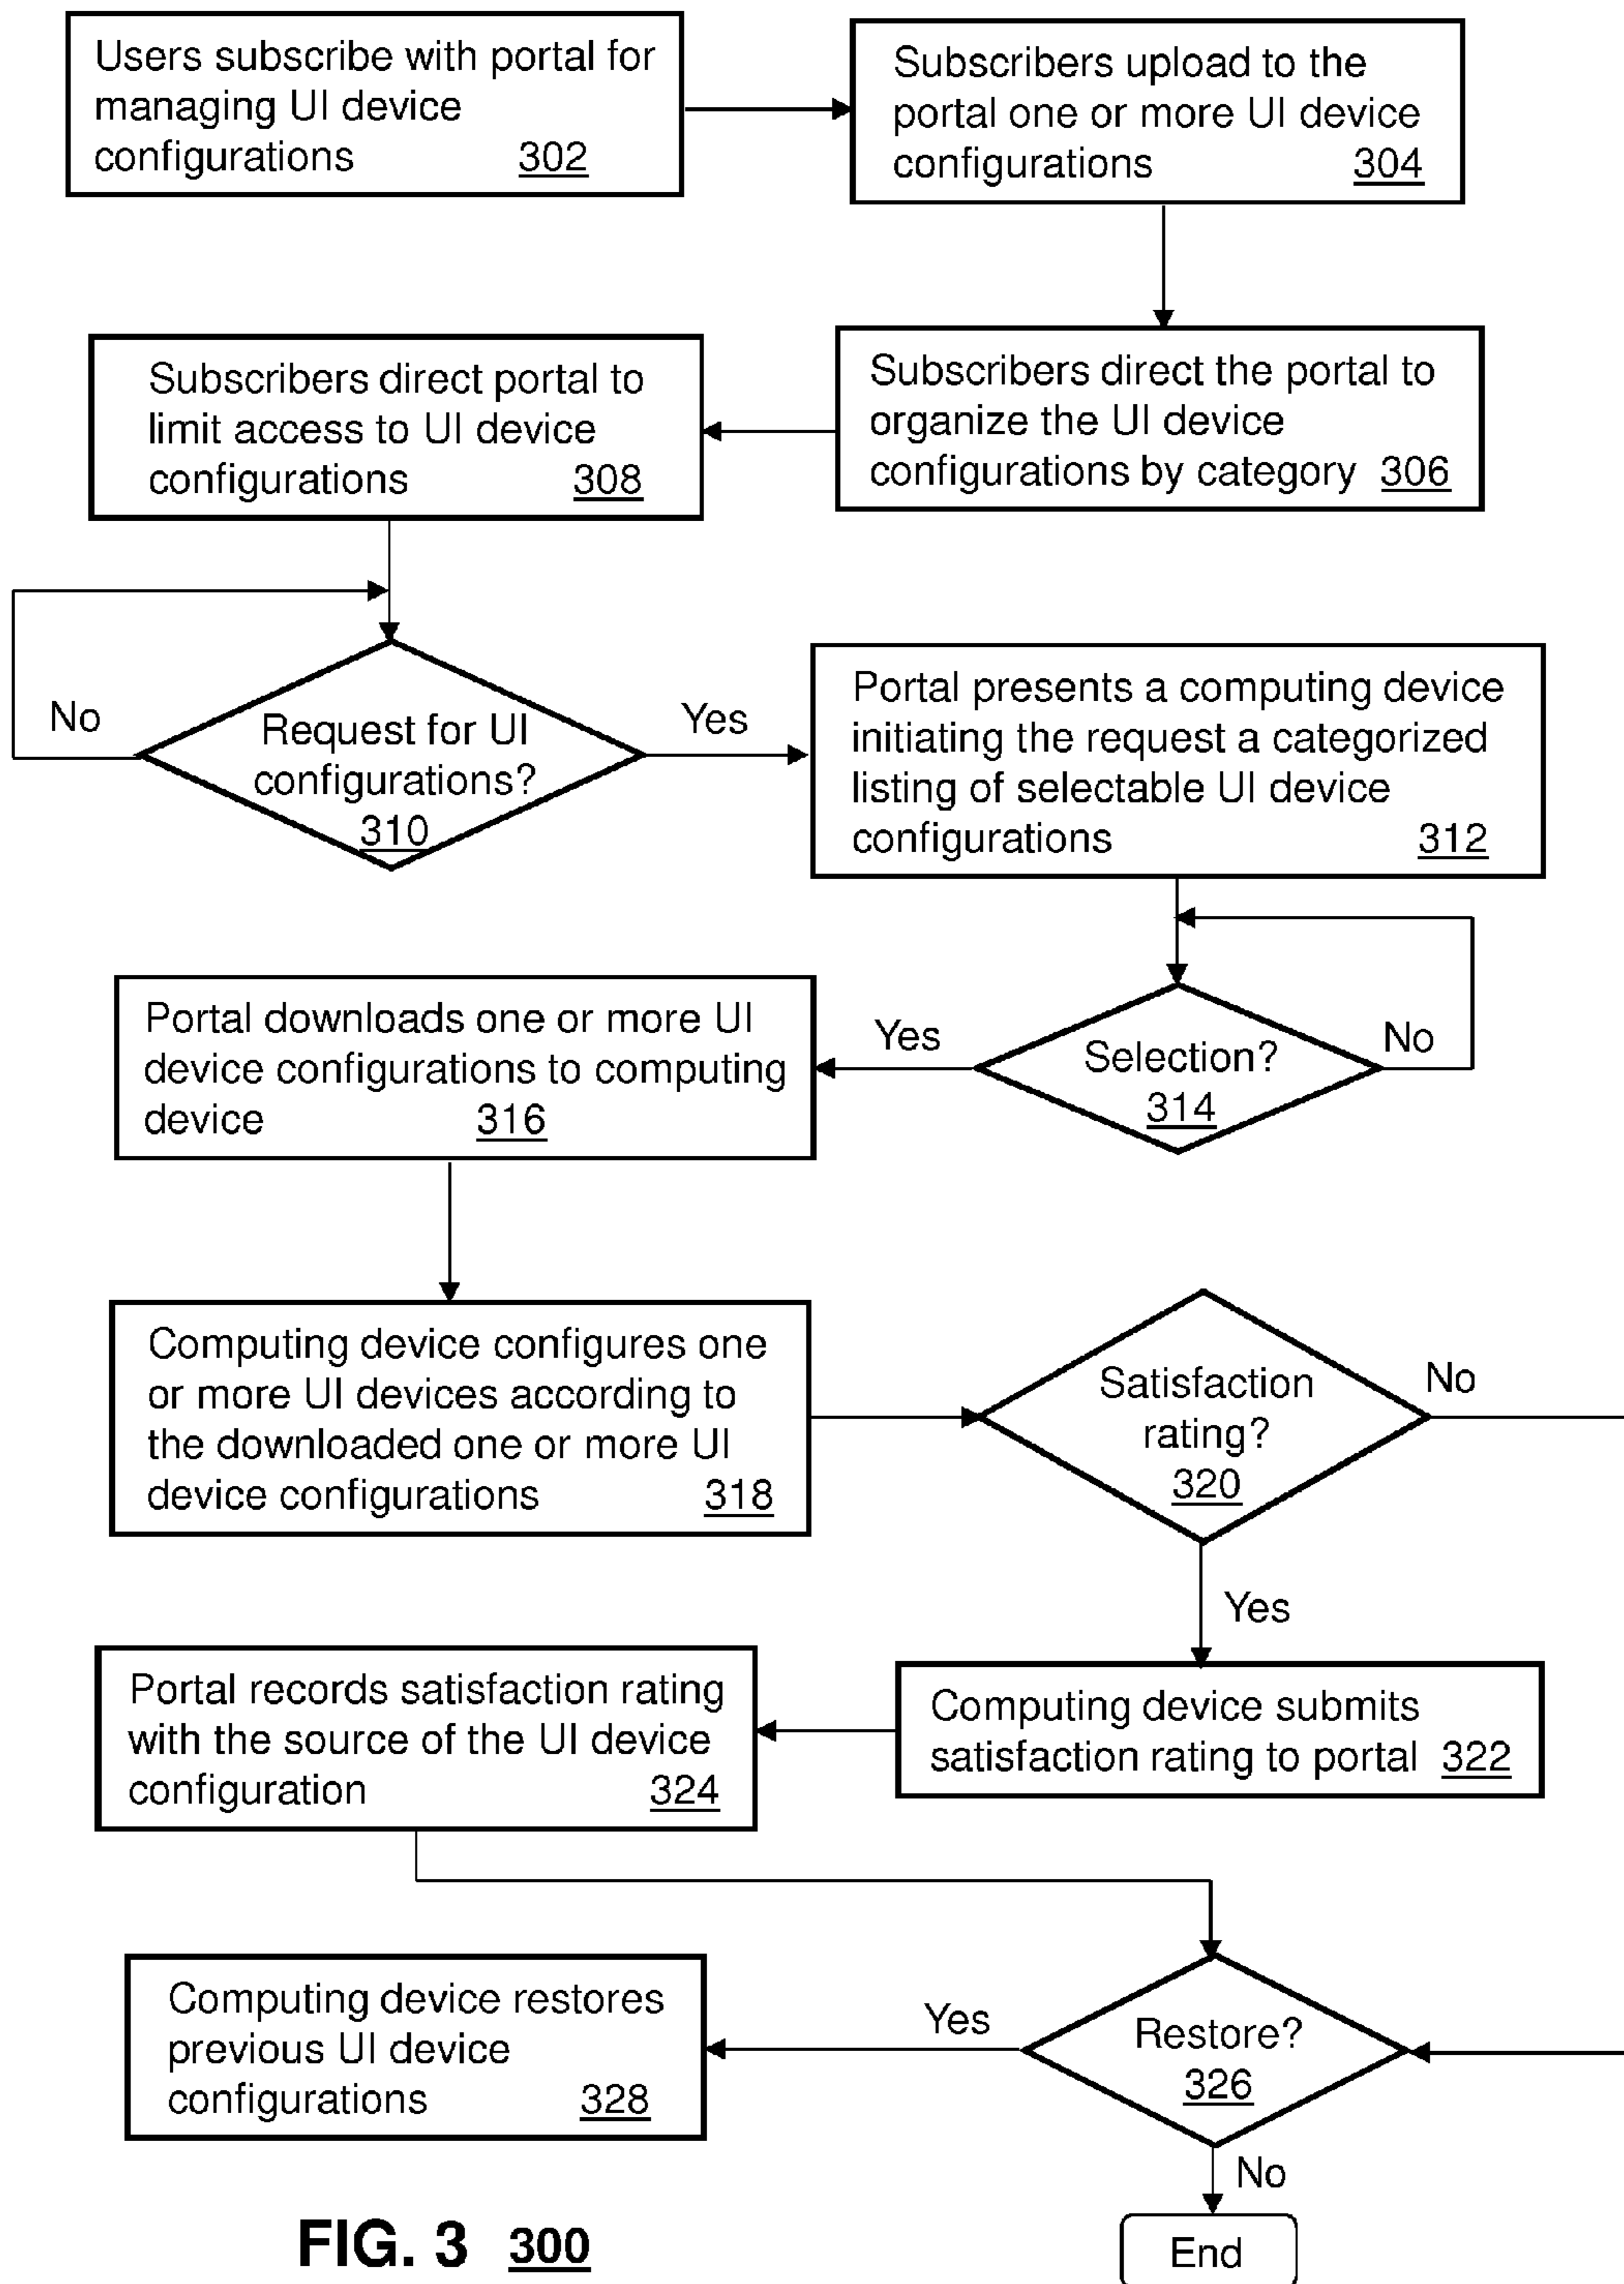 Users subscribe with portal for
managing UI device
configurations 302
Subscribers upload to the
portal one or more UI device
configurations 304
Subscribers direct the portal to
organize the UI device
configurations by category 306
Subscribers direct portal to
limit access to UI device
configurations 308
No
Request for UI
configurations?
310
Yes
Portal presents a computing device
initiating the request a categorized
listing of selectable UI device
configurations 312
Selection?
314
No
Yes
Portal downloads one or more UI
device configurations to computing
device 316
Computing device configures one
or more UI devices according to
the downloaded one or more UI
device configurations 318
Satisfaction
rating?
320
No
Yes
Computing device submits
satisfaction rating to portal 322
Portal records satisfaction rating
with the source of the UI device
configuration 324
Restore?
326
Yes
Computing device restores
previous UI device
configurations 328
No
End
FIG. 3 300